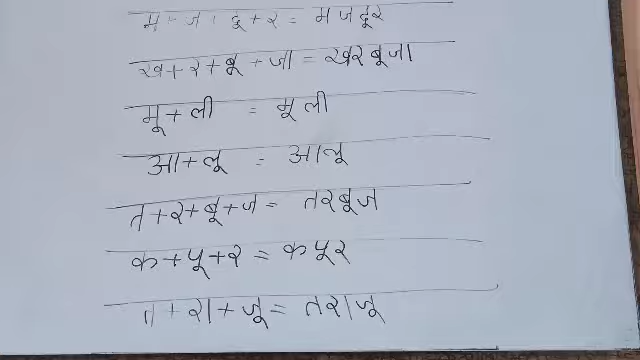 म + ज + दू + र = मजदूर
ख + र + बू + जा = खरबूजा
मू + ली = मूली
आ + लू = आलू
त + र + बू + ज = तरबूज
क + पू + र = कपूर
त + रा + जू = तराजू